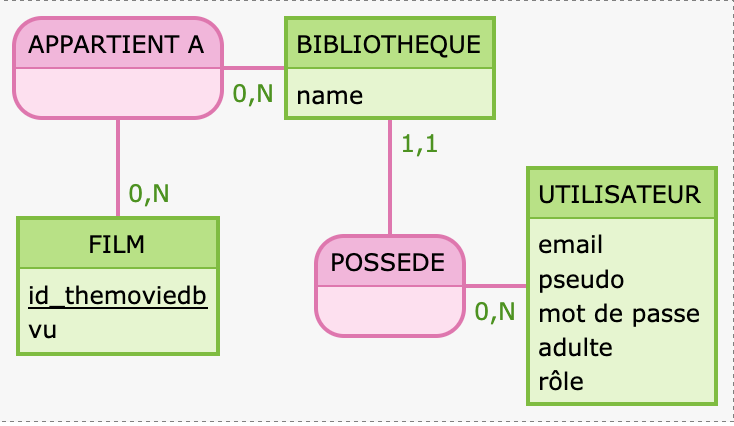 APPARTIENT A
BIBLIOTHEQUE
name
0,N
1,1
0,N
FILM
id_themoviedb
vu
POSSEDE
0,N
UTILISATEUR
email
pseudo
mot de passe
adulte
rôle